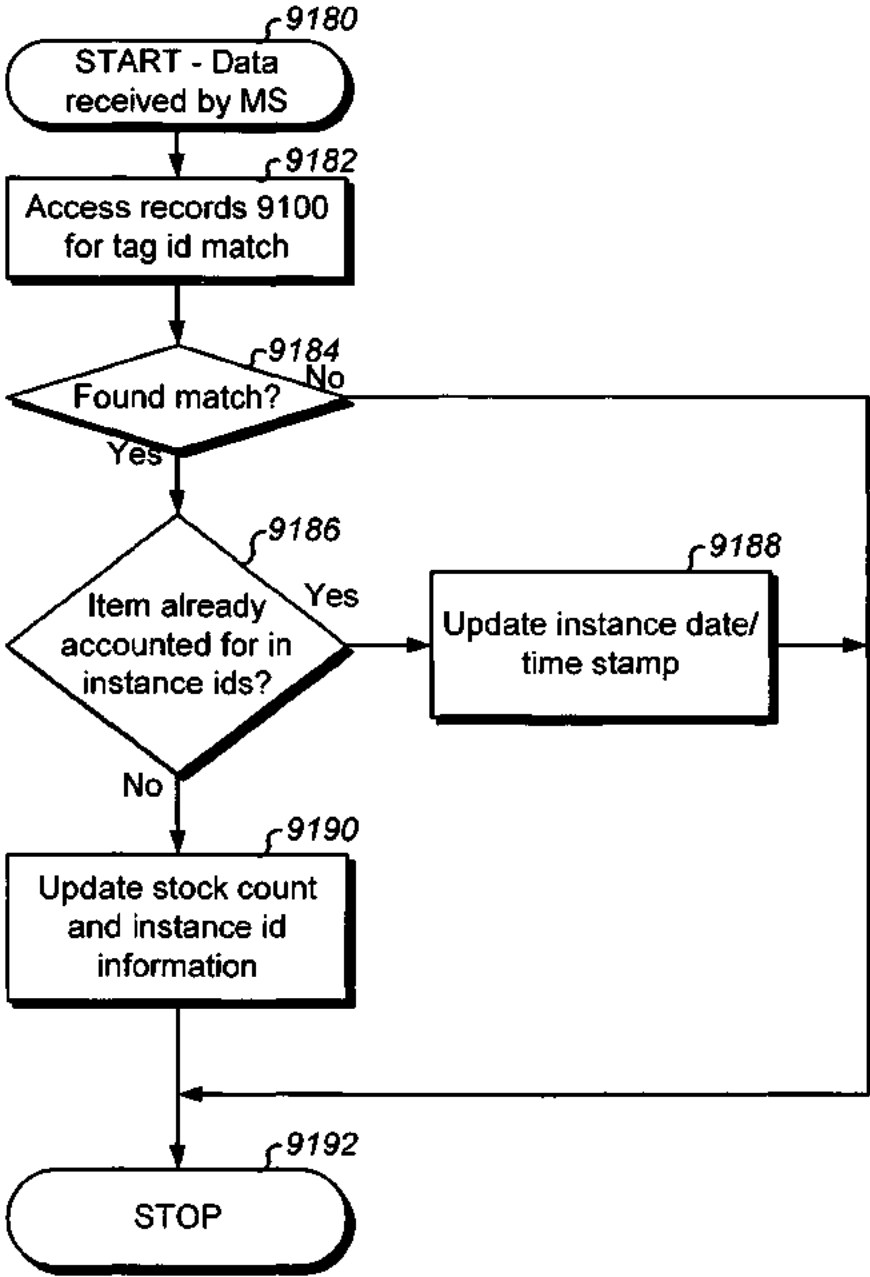 9180
START - Data
received by MS
9182
Access records 9100
for tag id match
9184
No
Found match?
Yes
9186
Yes
Item already
accounted for in
instance ids?
9188
Update instance date/
time stamp
No
9190
Update stock count
and instance id
information
9192
STOP